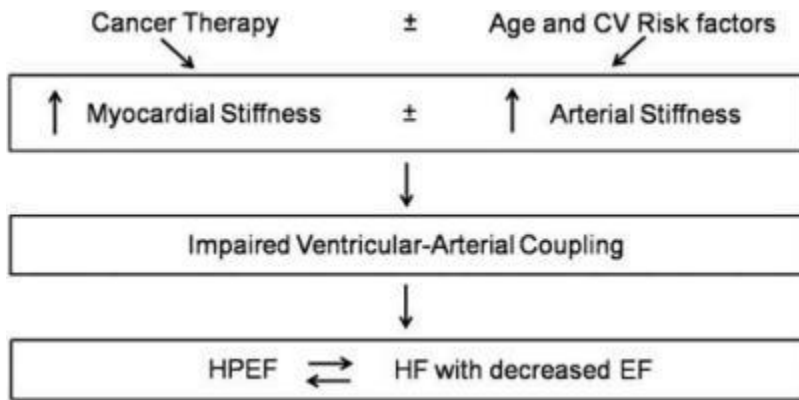 Cancer Therapy ± Age and CV Risk factors
↑ Myocardial Stiffness ± ↑ Arterial Stiffness
Impaired Ventricular-Arterial Coupling
HPEF ⇄ HF with decreased EF